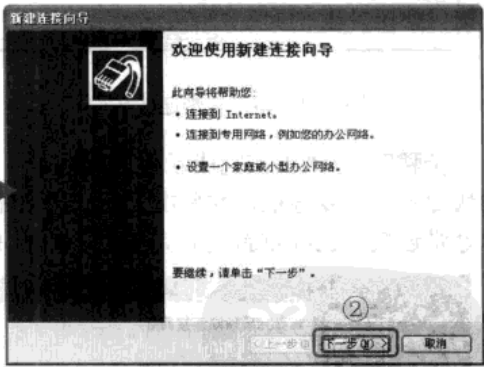 新建连接向导
欢迎使用新建连接向导
此向导将帮助您:
• 连接到 Internet。
• 连接到专用网络，例如您的办公网络。
• 设置一个家庭或小型办公网络。
要继续，请单击“下一步”。
②
<上一步(B) 下一步(N) > 取消